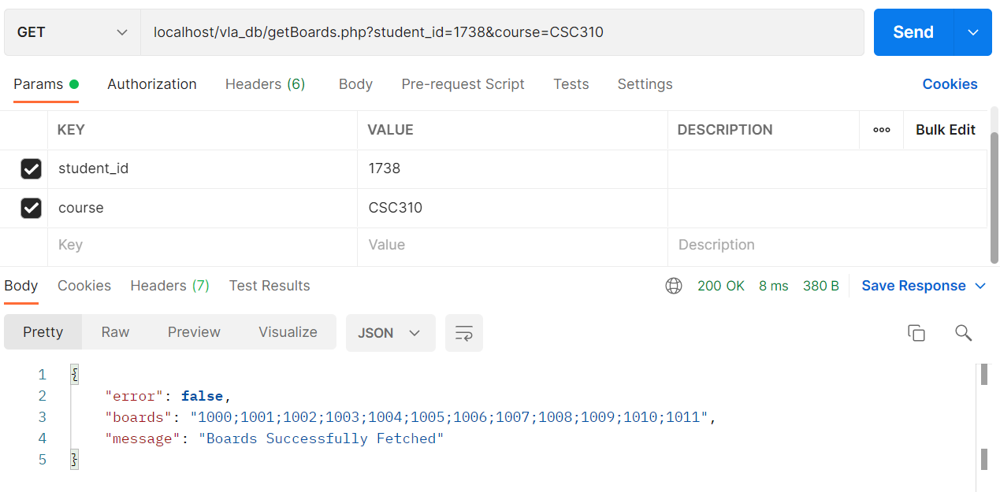 GET localhost/vla_db/getBoards.php?student_id=1738&course=CSC310 Send
Params Authorization Headers (6) Body Pre-request Script Tests Settings Cookies
KEY VALUE DESCRIPTION ooo Bulk Edit
student_id 1738
course CSC310
Key Value Description
Body Cookies Headers (7) Test Results 200 OK 8 ms 380 B Save Response
Pretty Raw Preview Visualize JSON
1 {
2 "error": false,
3 "boards": "1000;1001;1002;1003;1004;1005;1006;1007;1008;1009;1010;1011",
4 "message": "Boards Successfully Fetched"
5 }